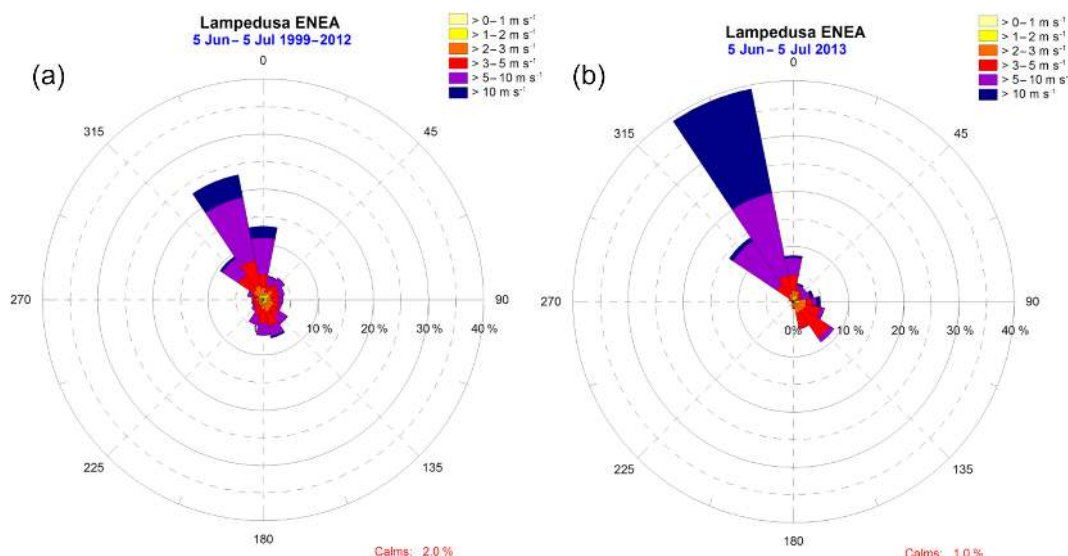 Lampedusa ENEA
5 Jun – 5 Jul 1999–2012
> 0– 1 m s⁻¹
> 1– 2 m s⁻¹
> 2– 3 m s⁻¹
> 3– 5 m s⁻¹
> 5– 10 m s⁻¹
> 10 m s⁻¹
(a)
0
45
90
135
180
225
270
315
10 %
20 %
30 %
40 %
Calms: 2.0 %
Lampedusa ENEA
5 Jun – 5 Jul 2013
> 0– 1 m s⁻¹
> 1– 2 m s⁻¹
> 2– 3 m s⁻¹
> 3– 5 m s⁻¹
> 5– 10 m s⁻¹
> 10 m s⁻¹
(b)
0
45
90
135
180
225
270
315
0%
10 %
20 %
30 %
40 %
Calms: 1.0 %